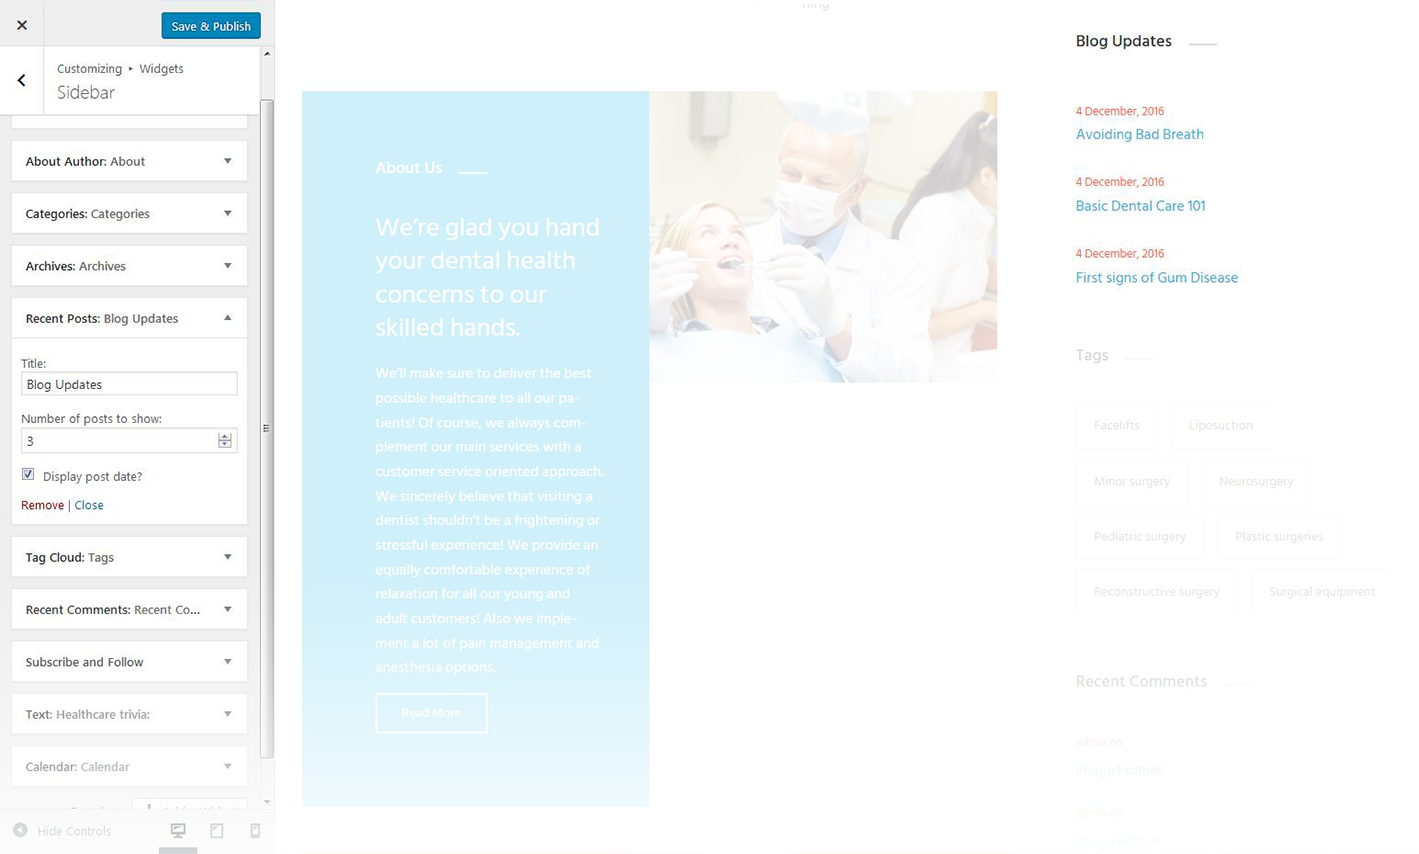 Save & Publish
Customizing ▸ Widgets
Sidebar
About Author: About
Categories: Categories
Archives: Archives
Recent Posts: Blog Updates
Title:
Blog Updates
Number of posts to show:
3
Display post date?
Remove | Close
Tag Cloud: Tags
Recent Comments: Recent Co...
Subscribe and Follow
Text: Healthcare trivia:
Calendar: Calendar
Hide Controls
About Us
We're glad you hand
your dental health
concerns to our
skilled hands.
We'll make sure to deliver the best
possible healthcare to all our pa-
tients! Of course, we always com-
plement our main services with a
customer service oriented approach.
We sincerely believe that visiting a
dentist shouldn't be a frightening or
stressful experience! We provide an
equally comfortable experience of
relaxation for all our young and
adult customers! Also we imple-
ment a lot of pain management and
anesthesia options.
Read More
Blog Updates
4 December, 2016
Avoiding Bad Breath
4 December, 2016
Basic Dental Care 101
4 December, 2016
First signs of Gum Disease
Tags
Facelifts
Liposuction
Minor surgery
Neurosurgery
Pediatric surgery
Plastic surgeries
Reconstructive surgery
Surgical equipment
Recent Comments
admin on
Image Format
admin on
Image Format